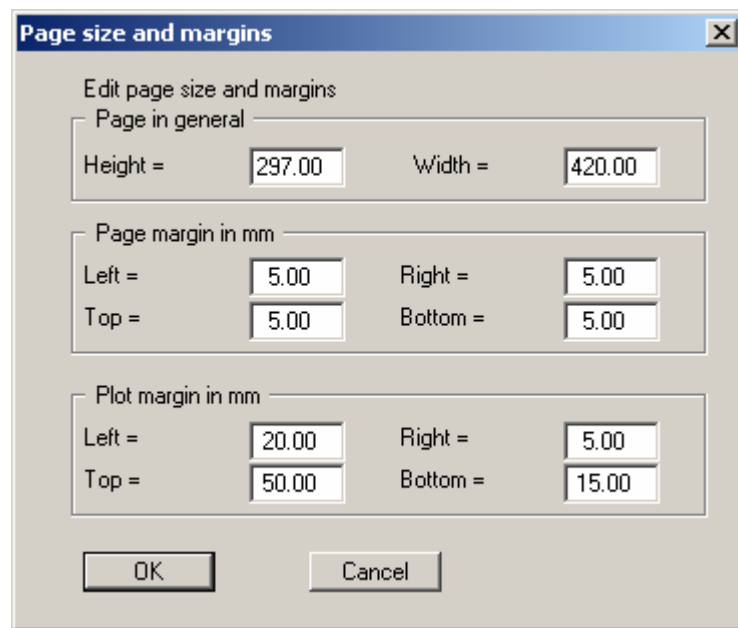 Page size and margins
Edit page size and margins
Page in general
Height = 297.00 Width = 420.00
Page margin in mm
Left = 5.00 Right = 5.00
Top = 5.00 Bottom = 5.00
Plot margin in mm
Left = 20.00 Right = 5.00
Top = 50.00 Bottom = 15.00
OK Cancel